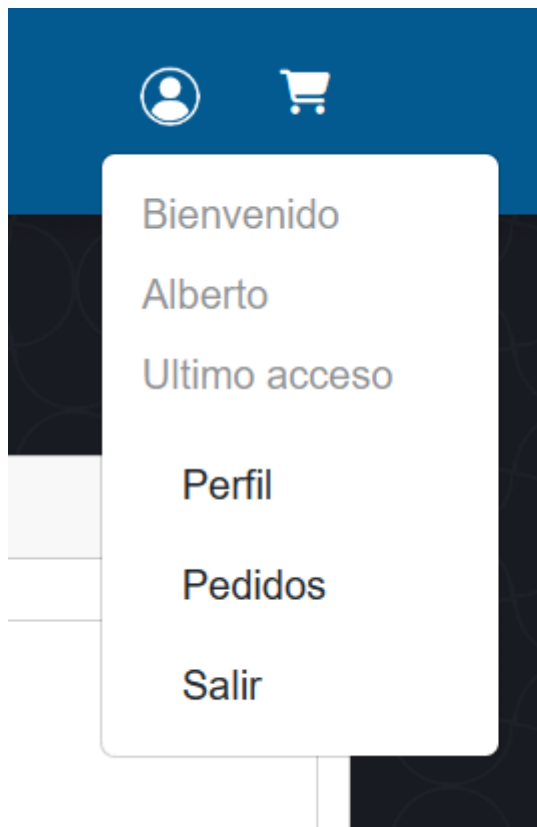 Bienvenido
Alberto
Ultimo acceso
Perfil
Pedidos
Salir